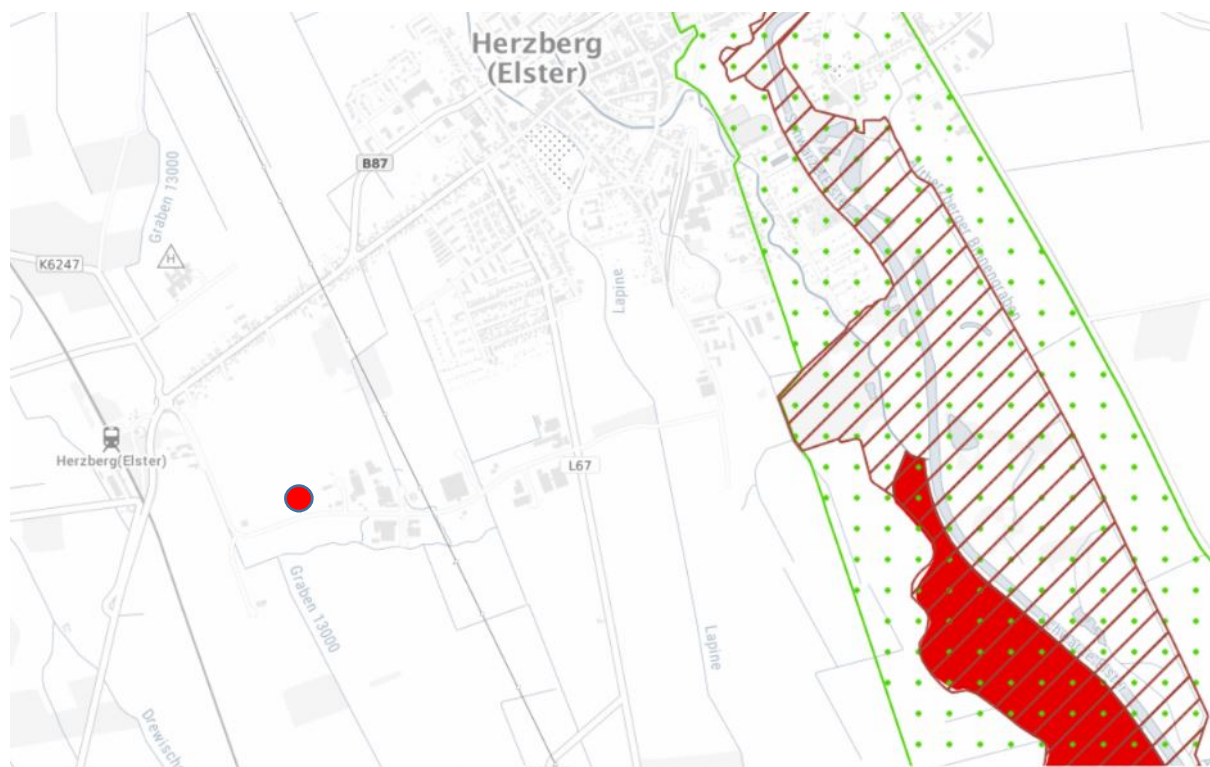 Herzberg
(Elster)
B87
Graben 13000
H
K6247
Lapine
Herzberg(Elster)
L67
Graben 13000
Lapine